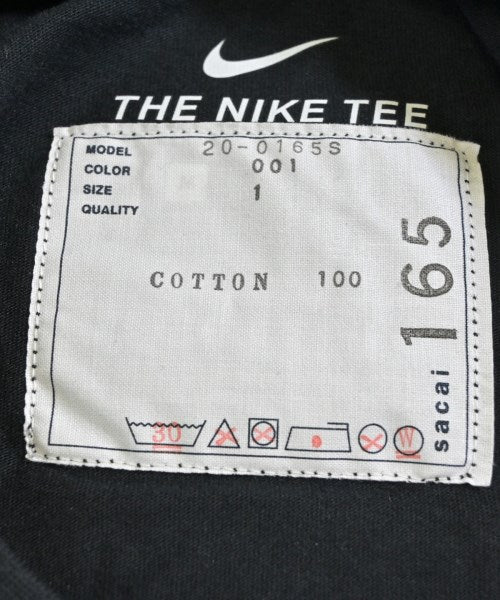 THE NIKE TEE
MODEL 20-0165S
COLOR 001
SIZE 1
QUALITY
COTTON 100
sacai 165
30
W